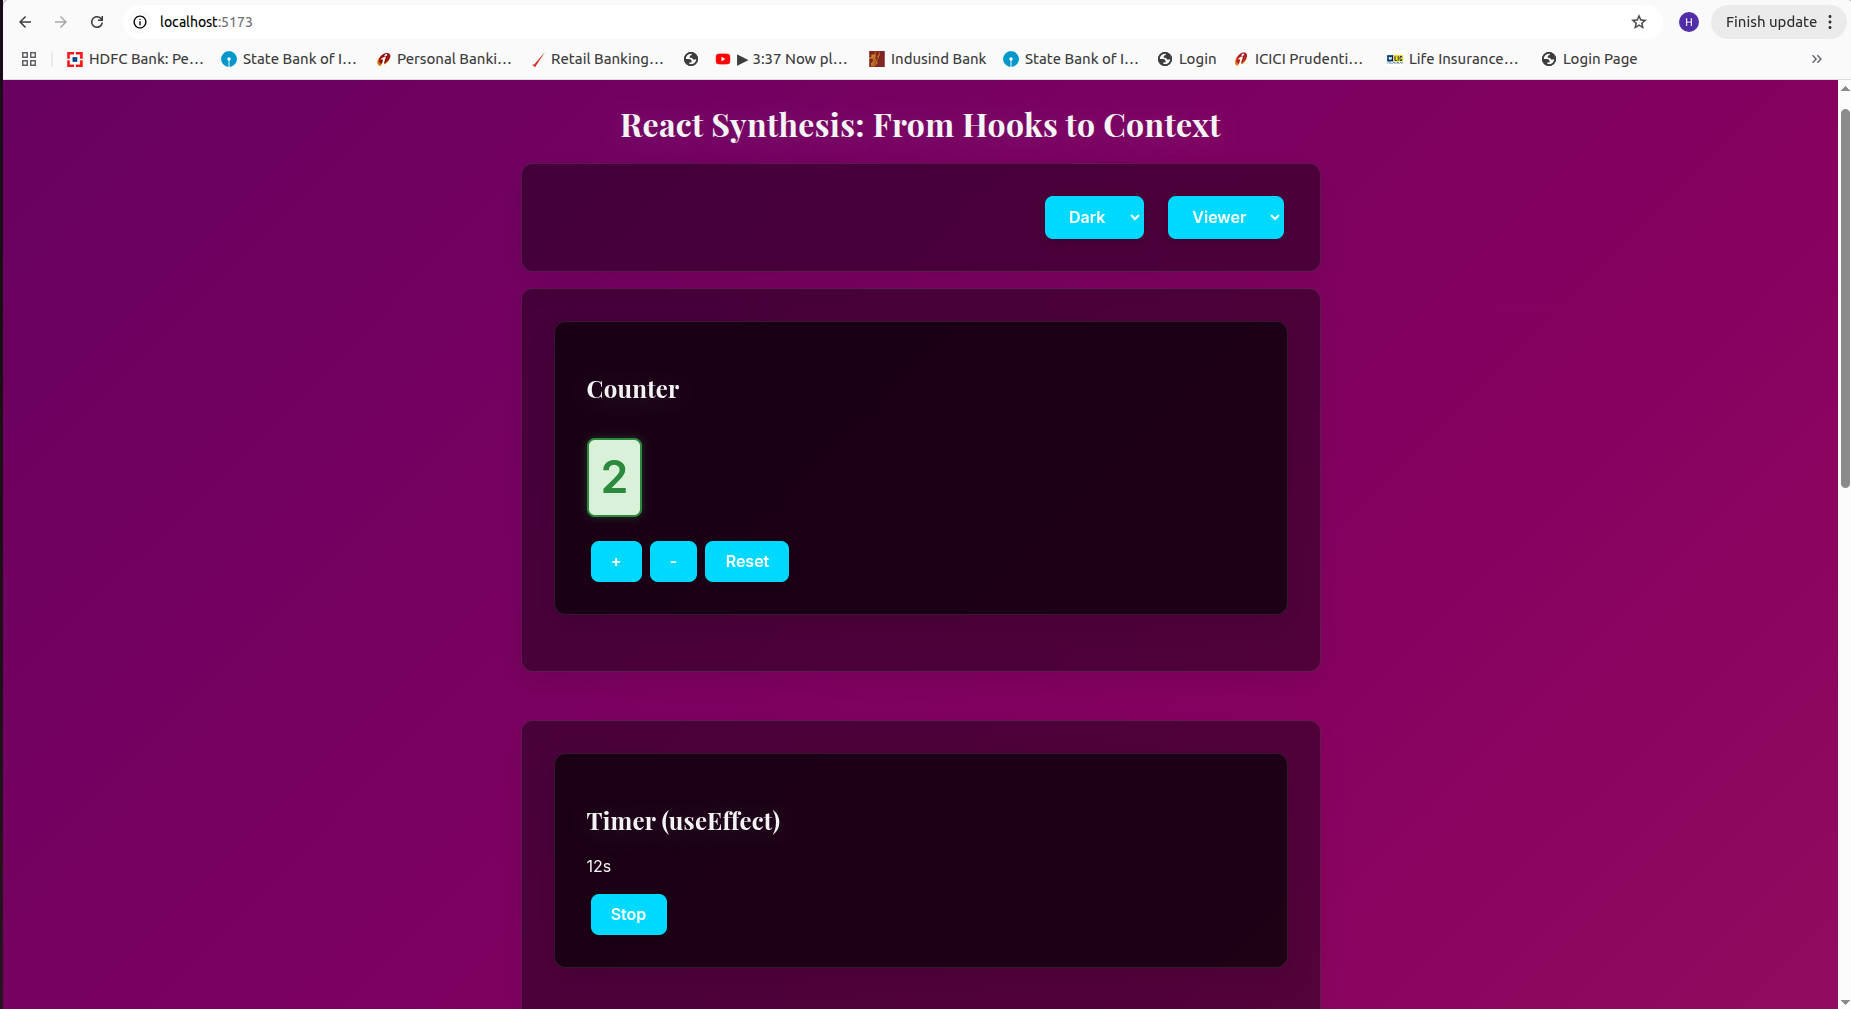 localhost:5173
H
Finish update
HDFC Bank: Pe... State Bank of I... Personal Banki... Retail Banking... ▶ 3:37 Now pl... Indusind Bank State Bank of I... Login ICICI Prudenti... Life Insurance... Login Page »
React Synthesis: From Hooks to Context
Dark Viewer
Counter
2
+ - Reset
Timer (useEffect)
12s
Stop